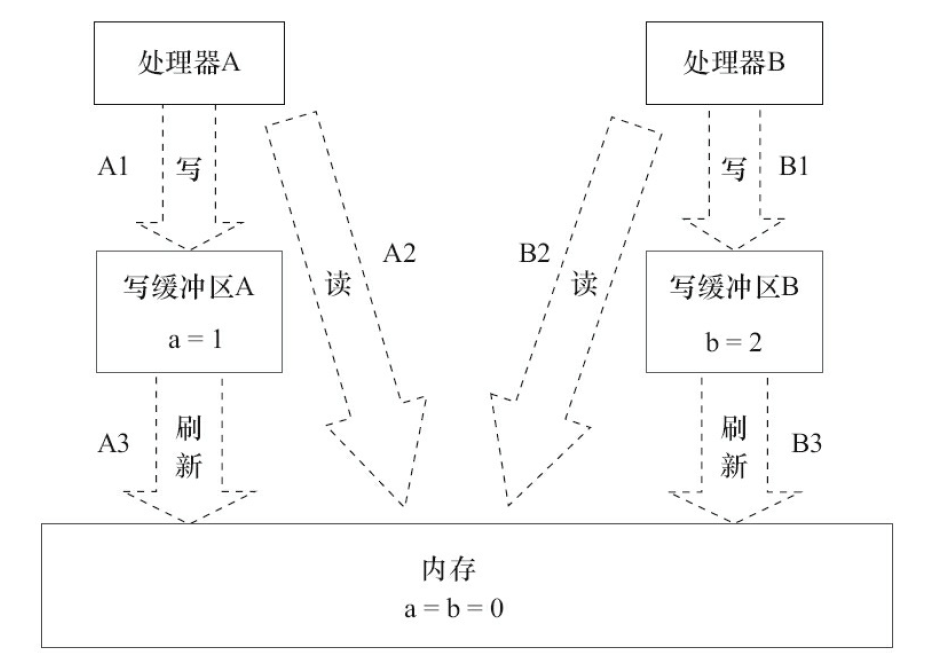 处理器A
处理器B
A1
写
写
B1
A2
B2
写缓冲区A
a = 1
读
读
写缓冲区B
b = 2
A3
刷
新
刷
新
B3
内存
a = b = 0